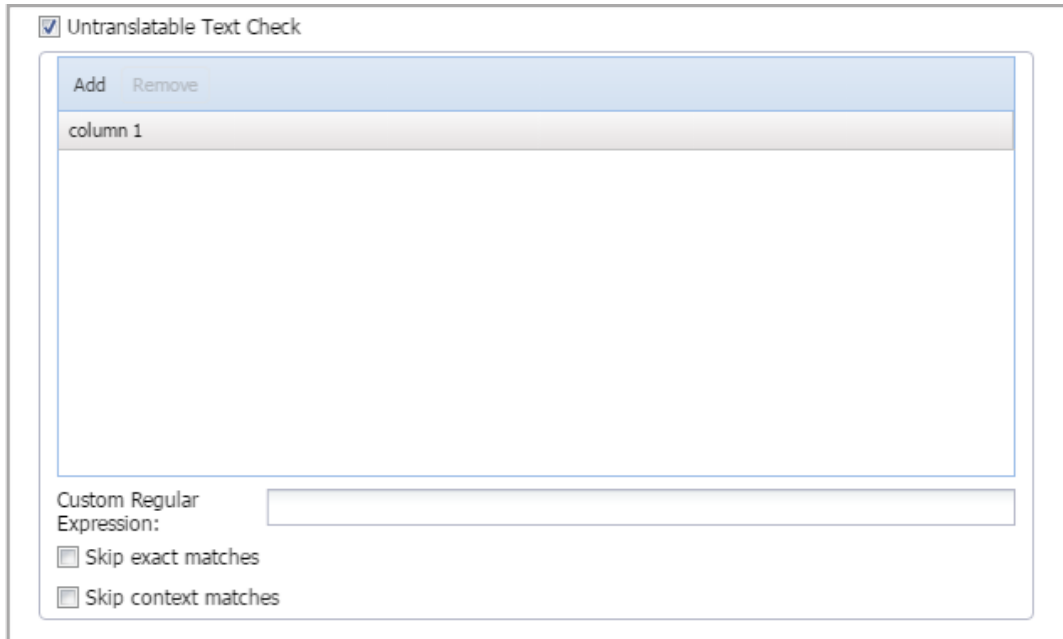 Untranslatable Text Check
Add Remove
column 1
Custom Regular
Expression:
Skip exact matches
Skip context matches